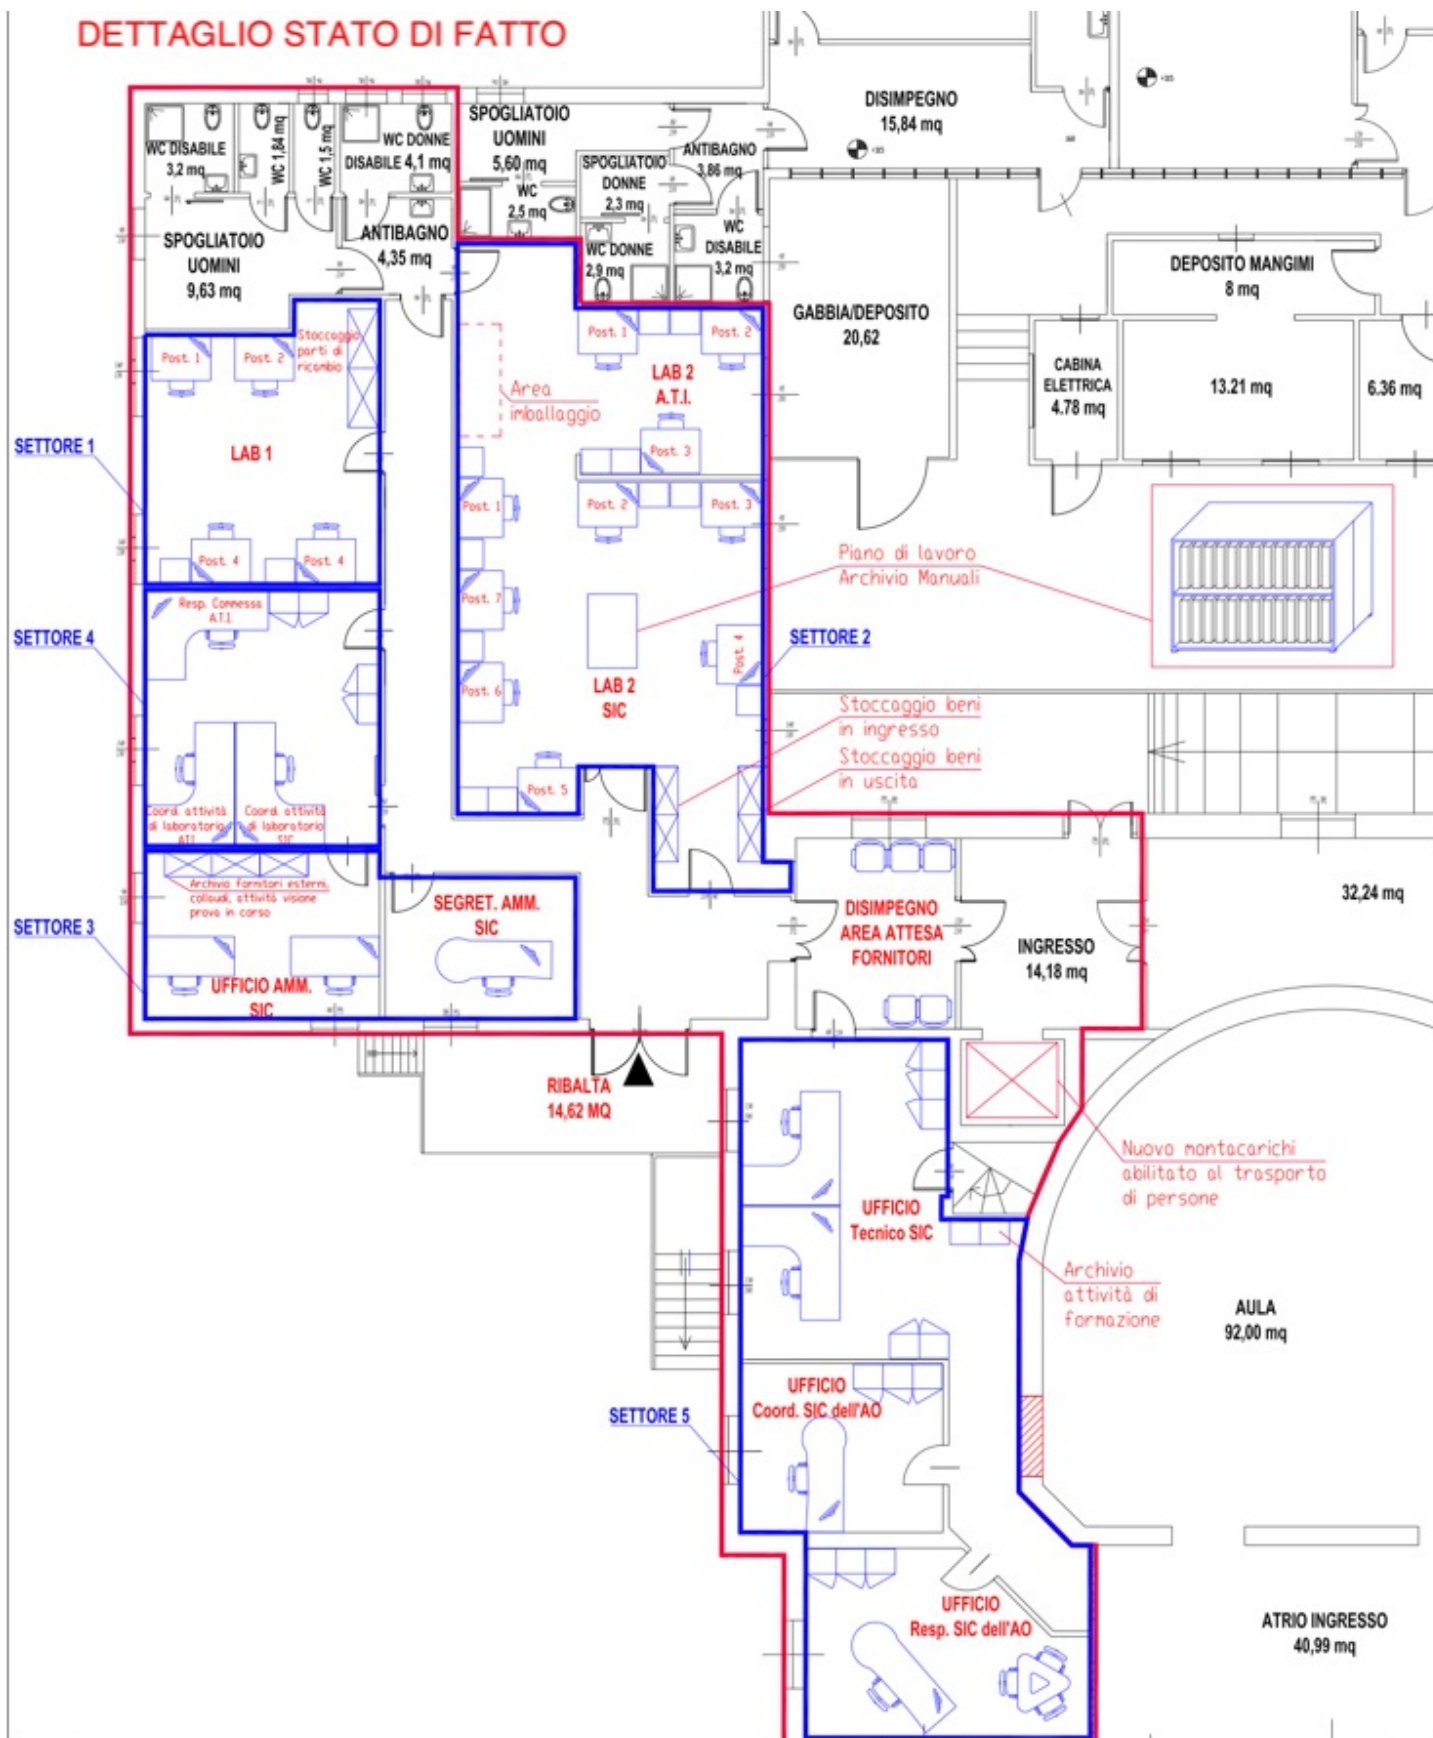 DETTAGLIO STATO DI FATTO
DISIMPEGNO
15,84 mq
SPOGLIATOIO
UOMINI
5,60 mq
WC DISABILE
3,2 mq
WC 1,84 mq
WC 1,5 mq
WC DONNE
DISABILE 4,1 mq
ANTIBAGNO
3,86 mq
SPOGLIATOIO
DONNE
2,3 mq
WC
2,5 mq
WC
DISABILE
3,2 mq
WC DONNE
2,9 mq
SPOGLIATOIO
UOMINI
9,63 mq
ANTIBAGNO
4,35 mq
DEPOSITO MANGIMI
8 mq
GABBIA/DEPOSITO
20,62
CABINA
ELETTRICA
4.78 mq
13.21 mq
6.36 mq
Stoccaggio
parti di
ricambio
Post. 1
Post. 2
LAB 1
Post. 4
Post. 4
SETTORE 1
Post. 1
Post. 2
LAB 2
A.T.I.
Area
imballaggio
Post. 3
Post. 1
Post. 2
Post. 3
Post. 7
Post. 4
Post. 6
LAB 2
SIC
Post. 5
Piano di lavoro
Archivio Manuali
SETTORE 2
Stoccaggio beni
in ingresso
Stoccaggio beni
in uscita
SETTORE 4
Resp. Commessa
A.T.I.
Coord. attività
di laboratorio
A.T.I.
Coord. attività
di laboratorio
SIC
SETTORE 3
Archivio fornitori esterni,
collaudi, attività visione
prova in corso
UFFICIO AMM.
SIC
SEGRET. AMM.
SIC
DISIMPEGNO
AREA ATTESA
FORNITORI
INGRESSO
14,18 mq
32,24 mq
RIBALTA
14,62 MQ
Nuovo montacarichi
abilitato al trasporto
di persone
UFFICIO
Tecnico SIC
Archivio
attività di
formazione
AULA
92,00 mq
UFFICIO
Coord. SIC dell'AO
SETTORE 5
UFFICIO
Resp. SIC dell'AO
ATRIO INGRESSO
40,99 mq